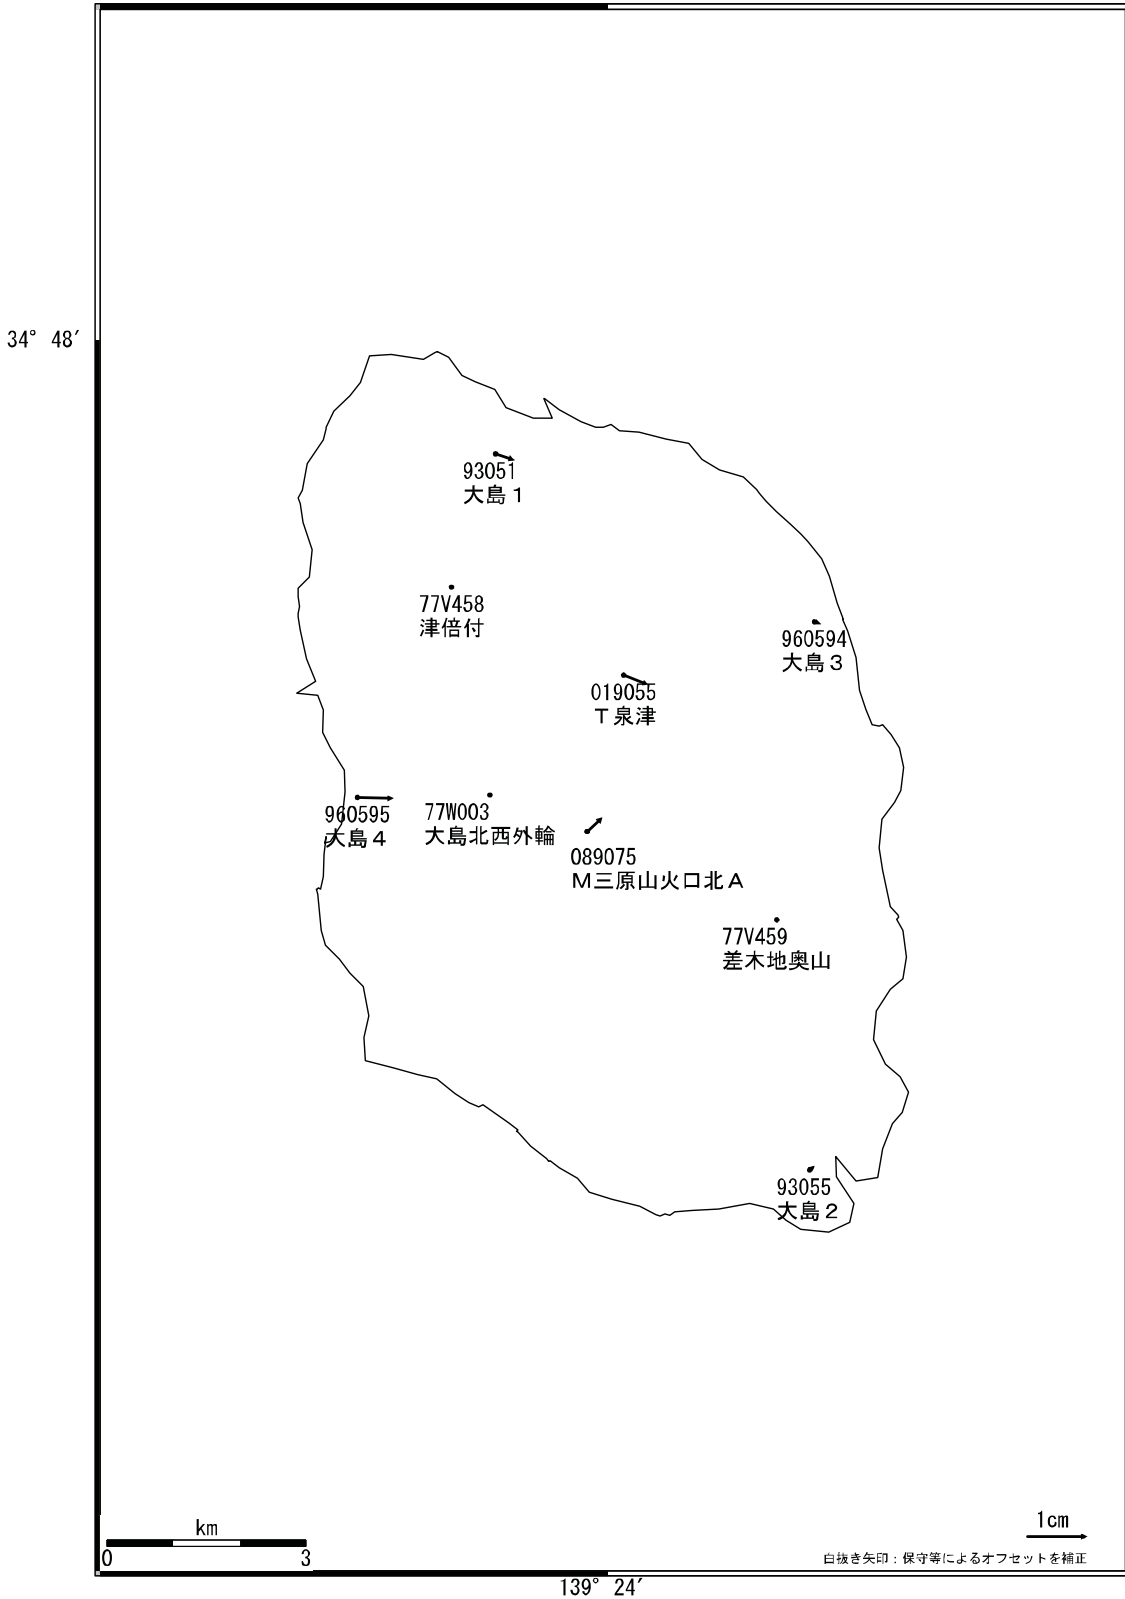 34° 48′
93051
大島１
77V458
津倍付
960594
大島３
019055
Ｔ泉津
960595
大島４
77W003
大島北西外輪
089075
Ｍ三原山火口北Ａ
77V459
差木地奥山
93055
大島２
km
0 3
1cm
白抜き矢印：保守等によるオフセットを補正
139° 24′